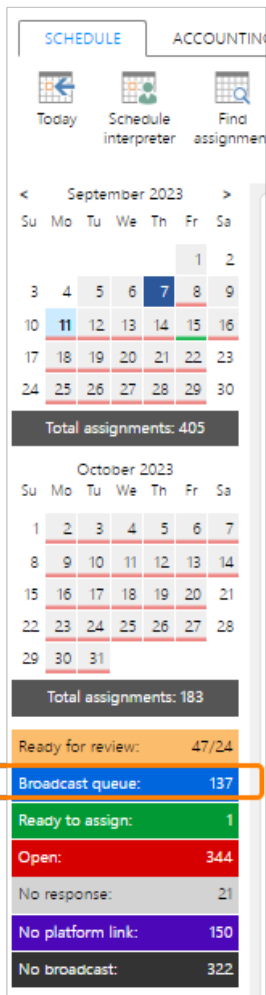 SCHEDULE ACCOUNTING
Today Schedule Find
interpreter assignmen
< September 2023 >
Su Mo Tu We Th Fr Sa
1 2
3 4 5 6 7 8 9
10 11 12 13 14 15 16
17 18 19 20 21 22 23
24 25 26 27 28 29 30
Total assignments: 405
October 2023
Su Mo Tu We Th Fr Sa
1 2 3 4 5 6 7
8 9 10 11 12 13 14
15 16 17 18 19 20 21
22 23 24 25 26 27 28
29 30 31
Total assignments: 183
Ready for review: 47/24
Broadcast queue: 137
Ready to assign: 1
Open: 344
No response: 21
No platform link: 150
No broadcast: 322